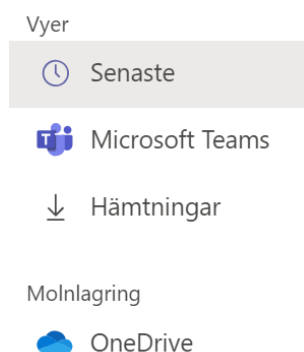 Vyer
Senaste
Microsoft Teams
Hämtningar
Molnlagring
OneDrive